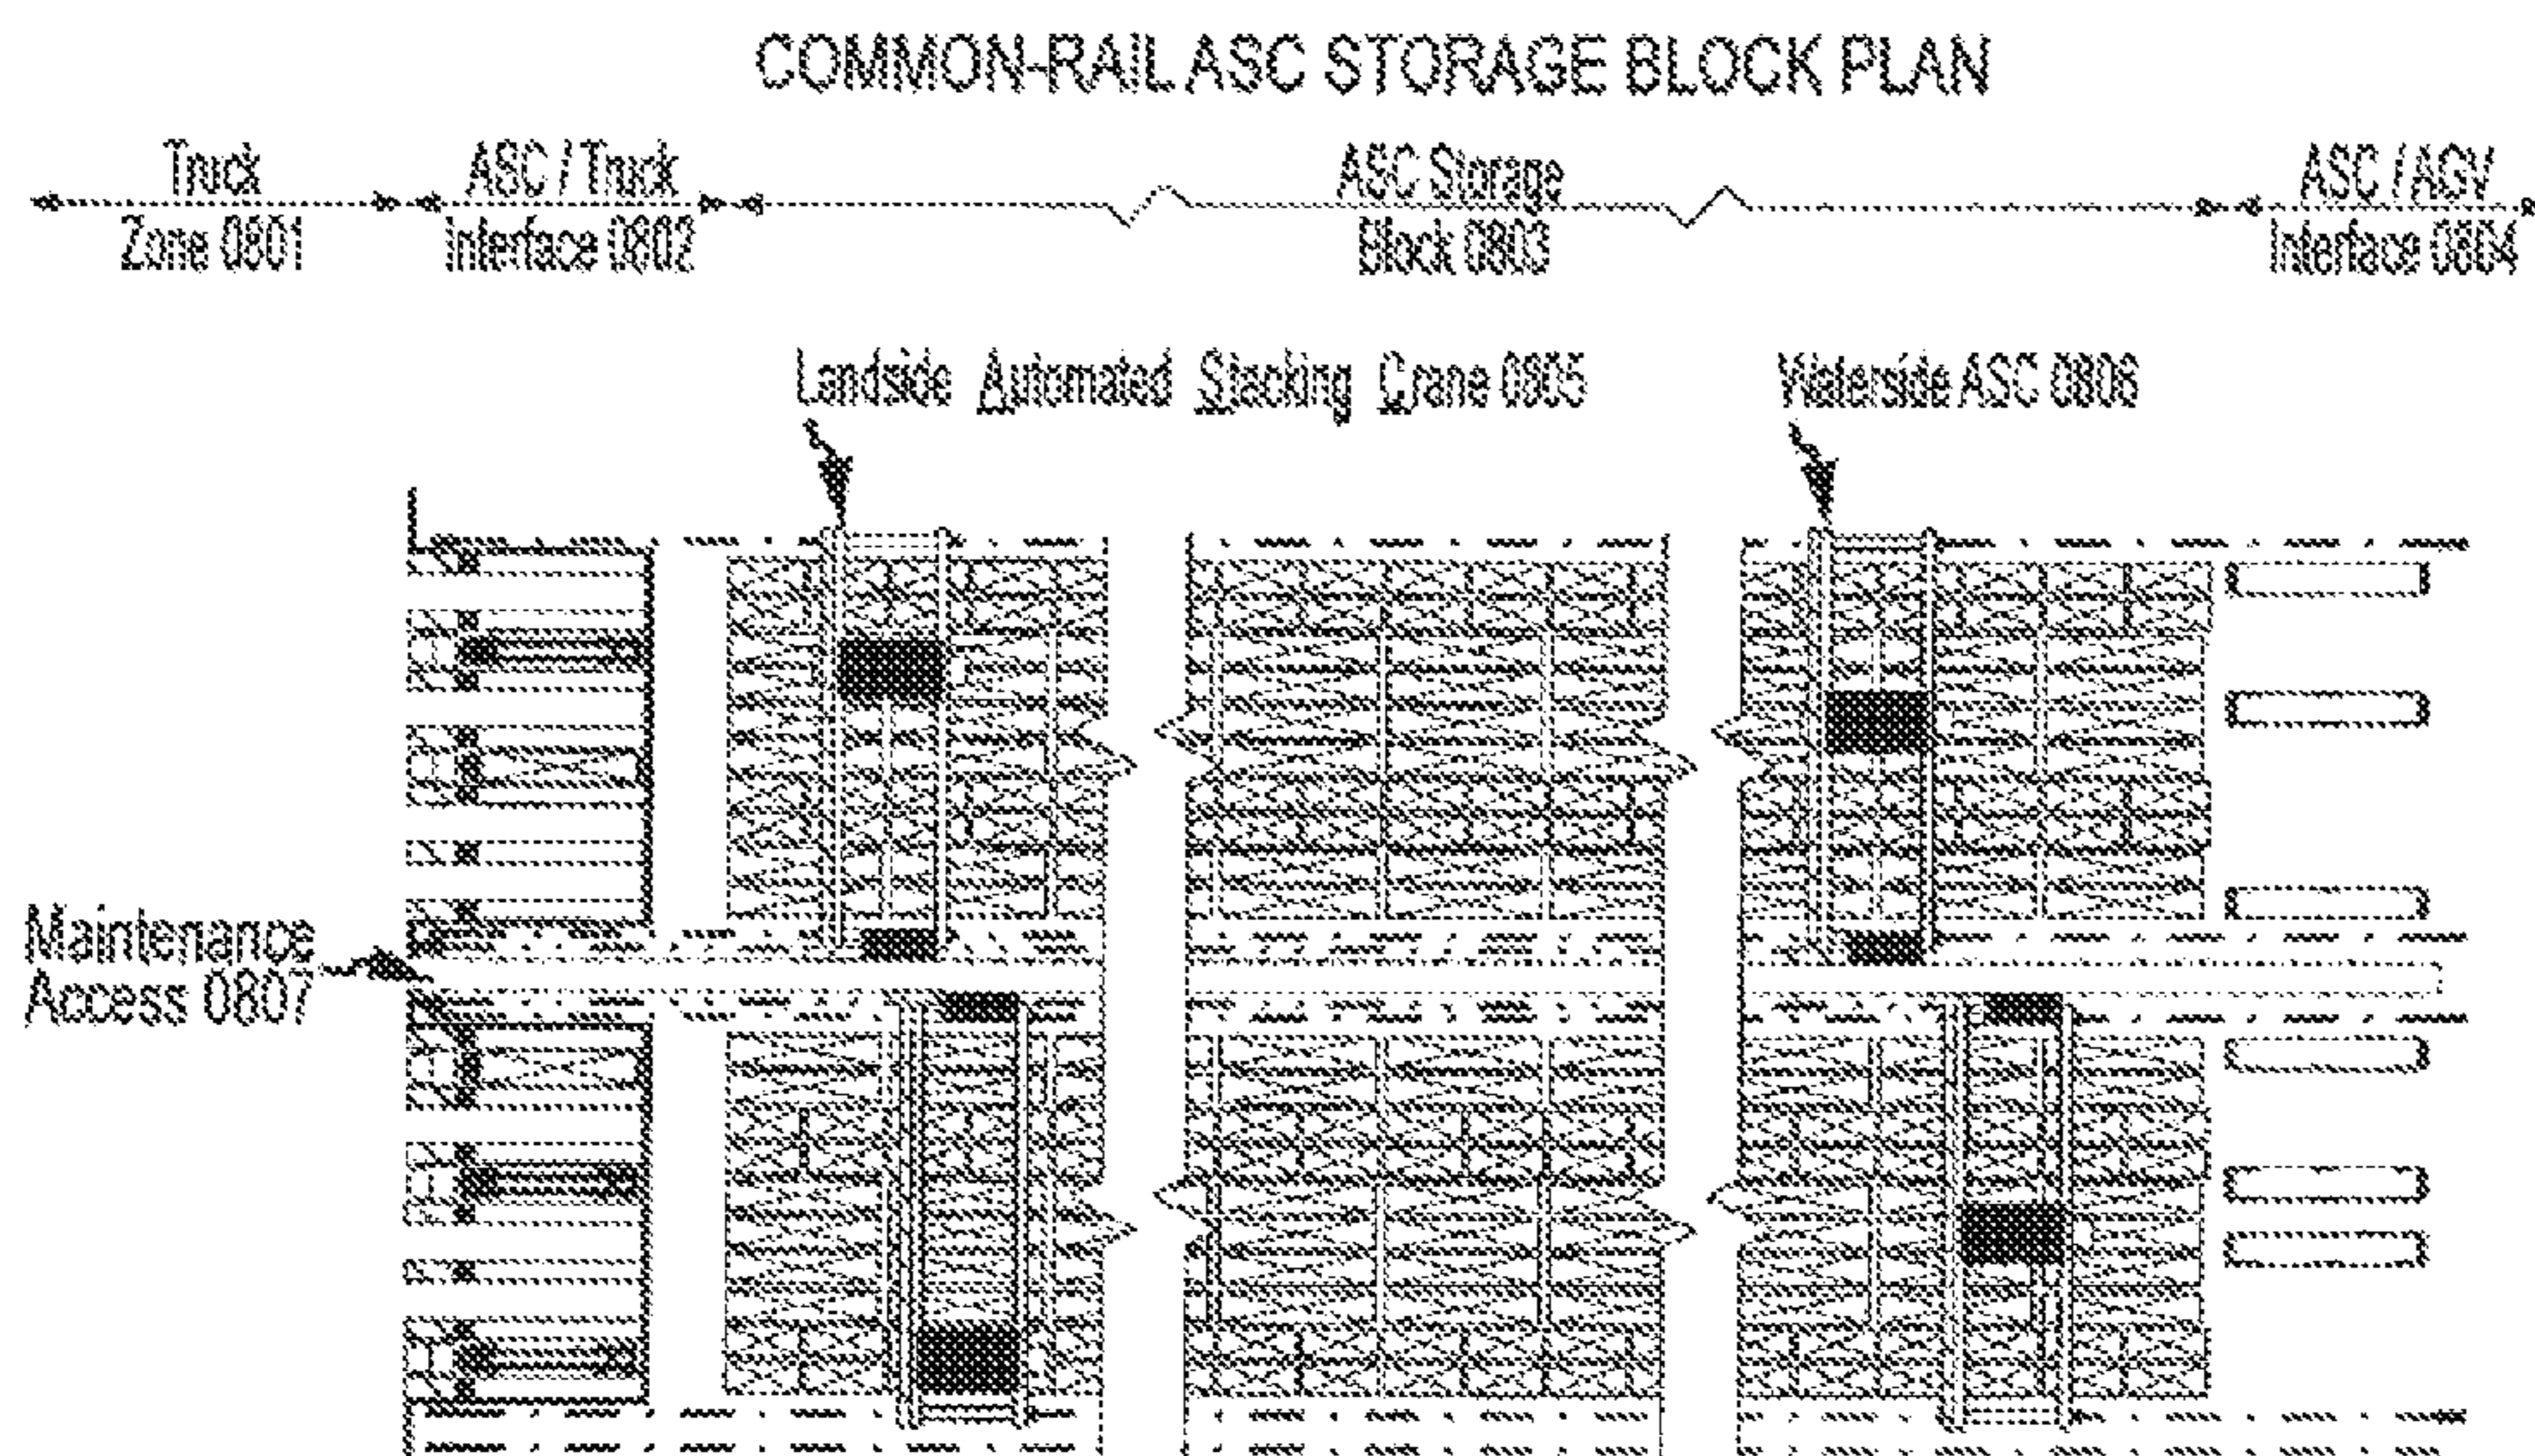 COMMON-RAIL ASC STORAGE BLOCK PLAN
Truck
Zone 0801
ASC / Truck
Interface 0802
ASC Storage
Block 0803
ASC / AGV
Interface 0804
Landside Automated Stacking Crane 0805
Waterside ASC 0806
Maintenance
Access 0807